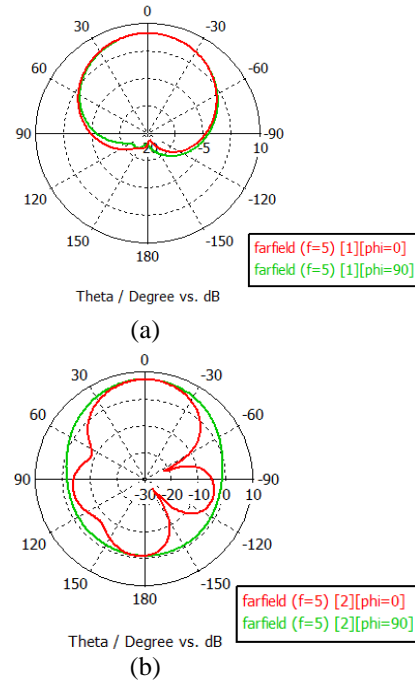 0
30 -30
60 -60
90 -5 10 -90
120 -120
150 -150
180
farfield (f=5) [1][phi=0]
farfield (f=5) [1][phi=90]
Theta / Degree vs. dB
(a)
0
30 -30
60 -60
90 -30 -20 -10 0 10 -90
120 -120
150 -150
180
farfield (f=5) [2][phi=0]
farfield (f=5) [2][phi=90]
Theta / Degree vs. dB
(b)